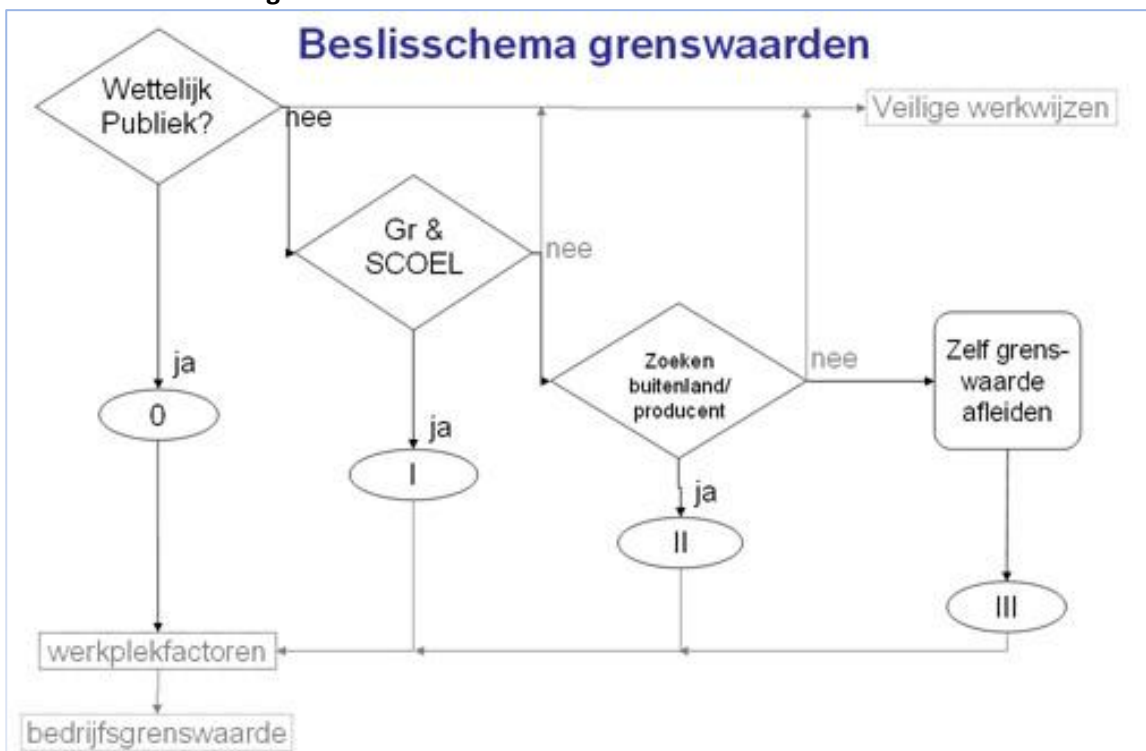 Beslisschema grenswaarden
Wettelijk
Publiek?
nee
Veilige werkwijzen
Gr &
SCOEL
nee
Zoeken
buitenland/
producent
nee
Zelf grens-
waarde
afleiden
ja
0
ja
I
ja
II
III
werkplekfactoren
bedrijfsgrenswaarde